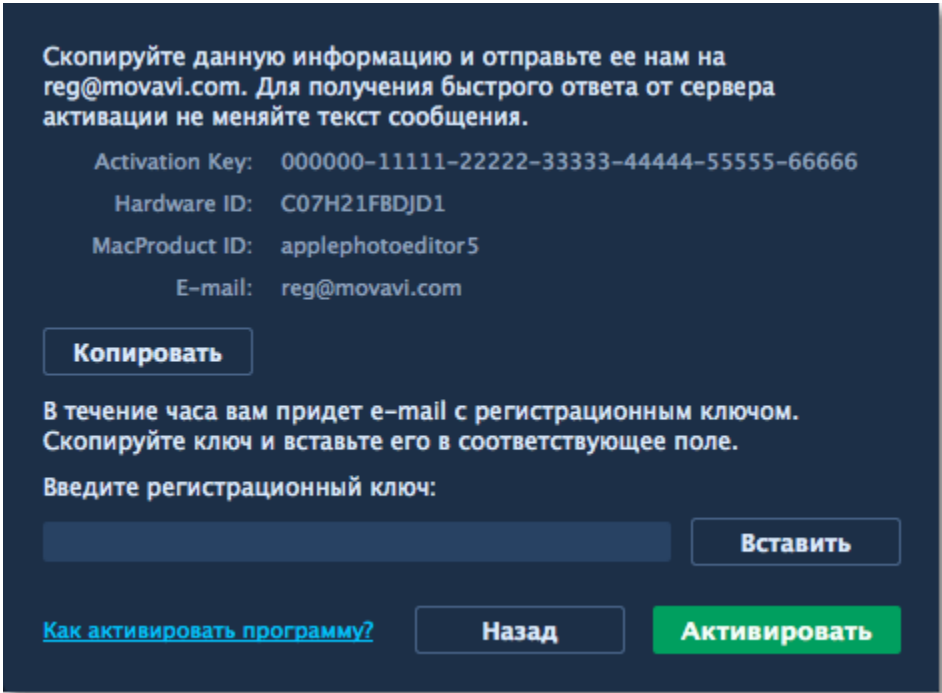 Скопируйте данную информацию и отправьте ее нам на
reg@movavi.com. Для получения быстрого ответа от сервера
активации не меняйте текст сообщения.
Activation Key: 000000-11111-22222-33333-44444-55555-66666
Hardware ID: C07H21FBDJD1
MacProduct ID: applephotoeditor5
E-mail: reg@movavi.com
Копировать
В течение часа вам придет e-mail с регистрационным ключом.
Скопируйте ключ и вставьте его в соответствующее поле.
Введите регистрационный ключ:
Вставить
Как активировать программу? Назад Активировать